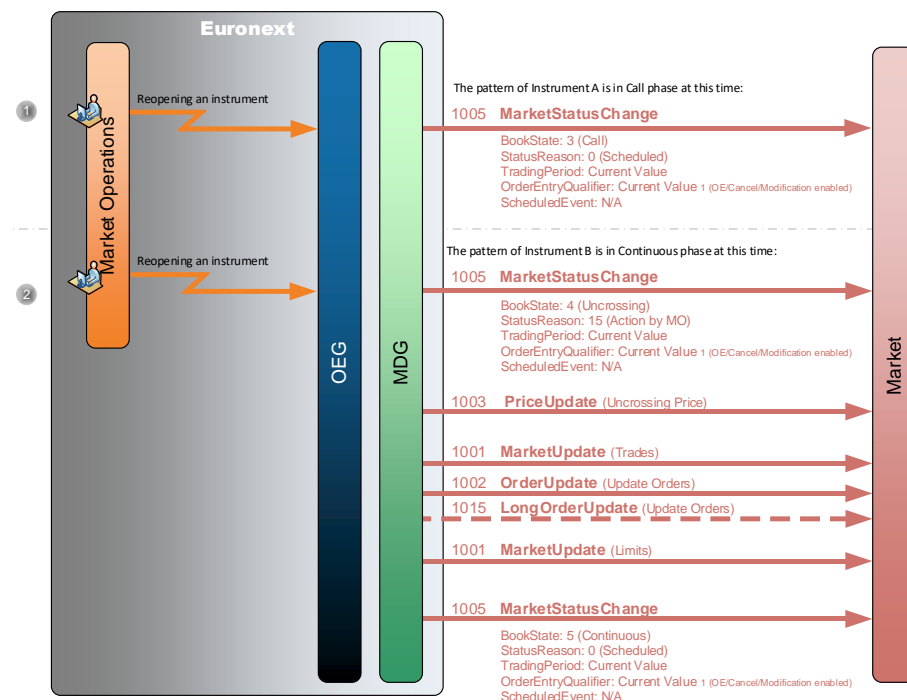 Euronext
The pattern of Instrument A is in Call phase at this time:
1
Reopening an instrument
1005 MarketStatusChange
BookState: 3 (Call)
StatusReason: 0 (Scheduled)
TradingPeriod: Current Value
OrderEntryQualifier: Current Value 1 (OE/Cancel/Modification enabled)
ScheduledEvent: N/A
Market Operations
The pattern of Instrument B is in Continuous phase at this time:
2
Reopening an instrument
1005 MarketStatusChange
BookState: 4 (Uncrossing)
StatusReason: 15 (Action by MO)
TradingPeriod: Current Value
OrderEntryQualifier: Current Value 1 (OE/Cancel/Modification enabled)
ScheduledEvent: N/A
OEG
MDG
Market
1003 PriceUpdate (Uncrossing Price)
1001 MarketUpdate (Trades)
1002 OrderUpdate (Update Orders)
1015 LongOrderUpdate (Update Orders)
1001 MarketUpdate (Limits)
1005 MarketStatusChange
BookState: 5 (Continuous)
StatusReason: 0 (Scheduled)
TradingPeriod: Current Value
OrderEntryQualifier: Current Value 1 (OE/Cancel/Modification enabled)
ScheduledEvent: N/A